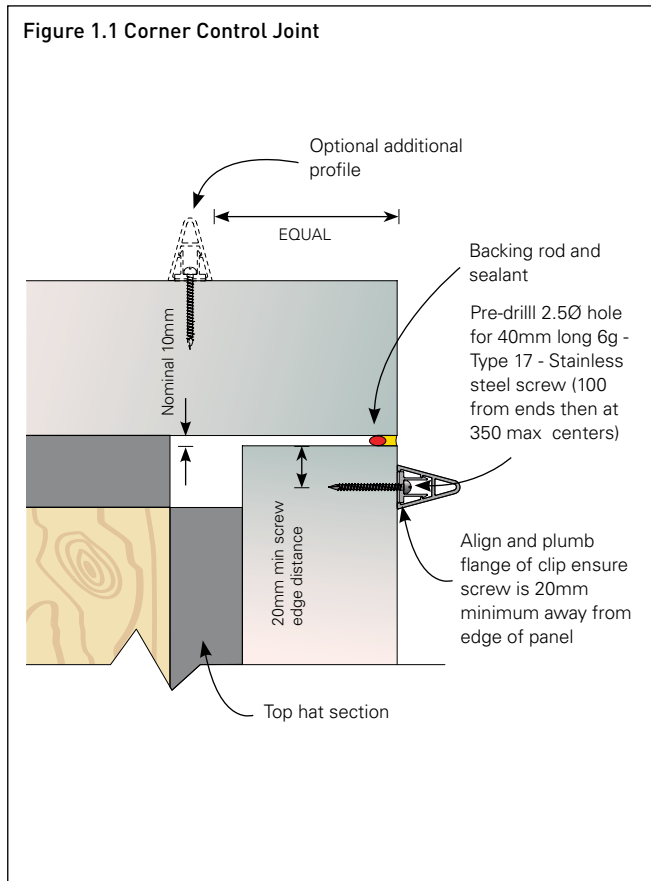 Figure 1.1 Corner Control Joint
Optional additional
profile
EQUAL
Backing rod and
sealant
Pre-drilll 2.5Ø hole
for 40mm long 6g -
Type 17 - Stainless
steel screw (100
from ends then at
350 max centers)
Nominal 10mm
20mm min screw
edge distance
Align and plumb
flange of clip ensure
screw is 20mm
minimum away from
edge of panel
Top hat section